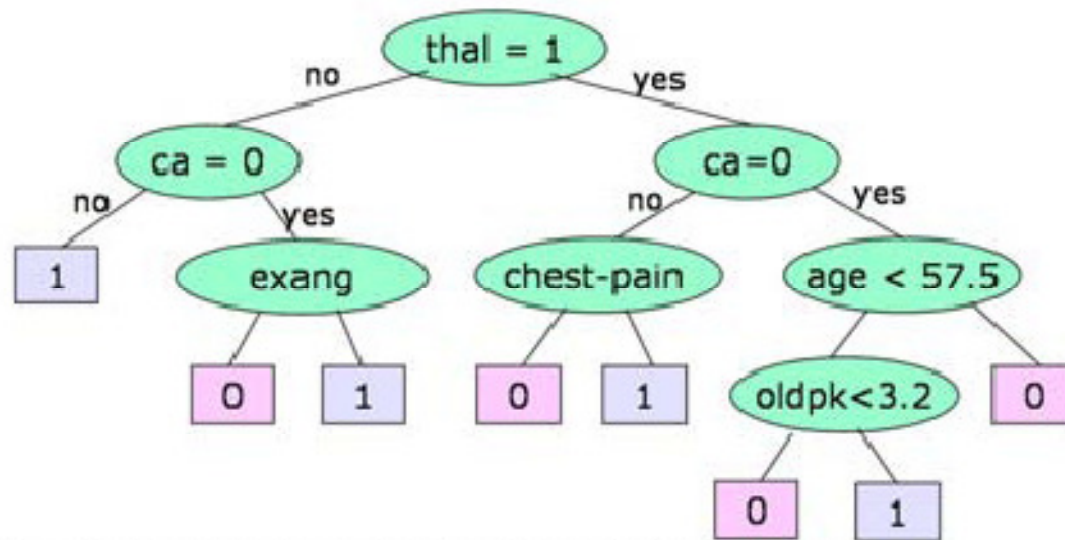 thal = 1
no yes
ca = 0 ca=0
no yes no yes
1 exang chest-pain age < 57.5
0 1 0 1 oldpk<3.2 0
0 1